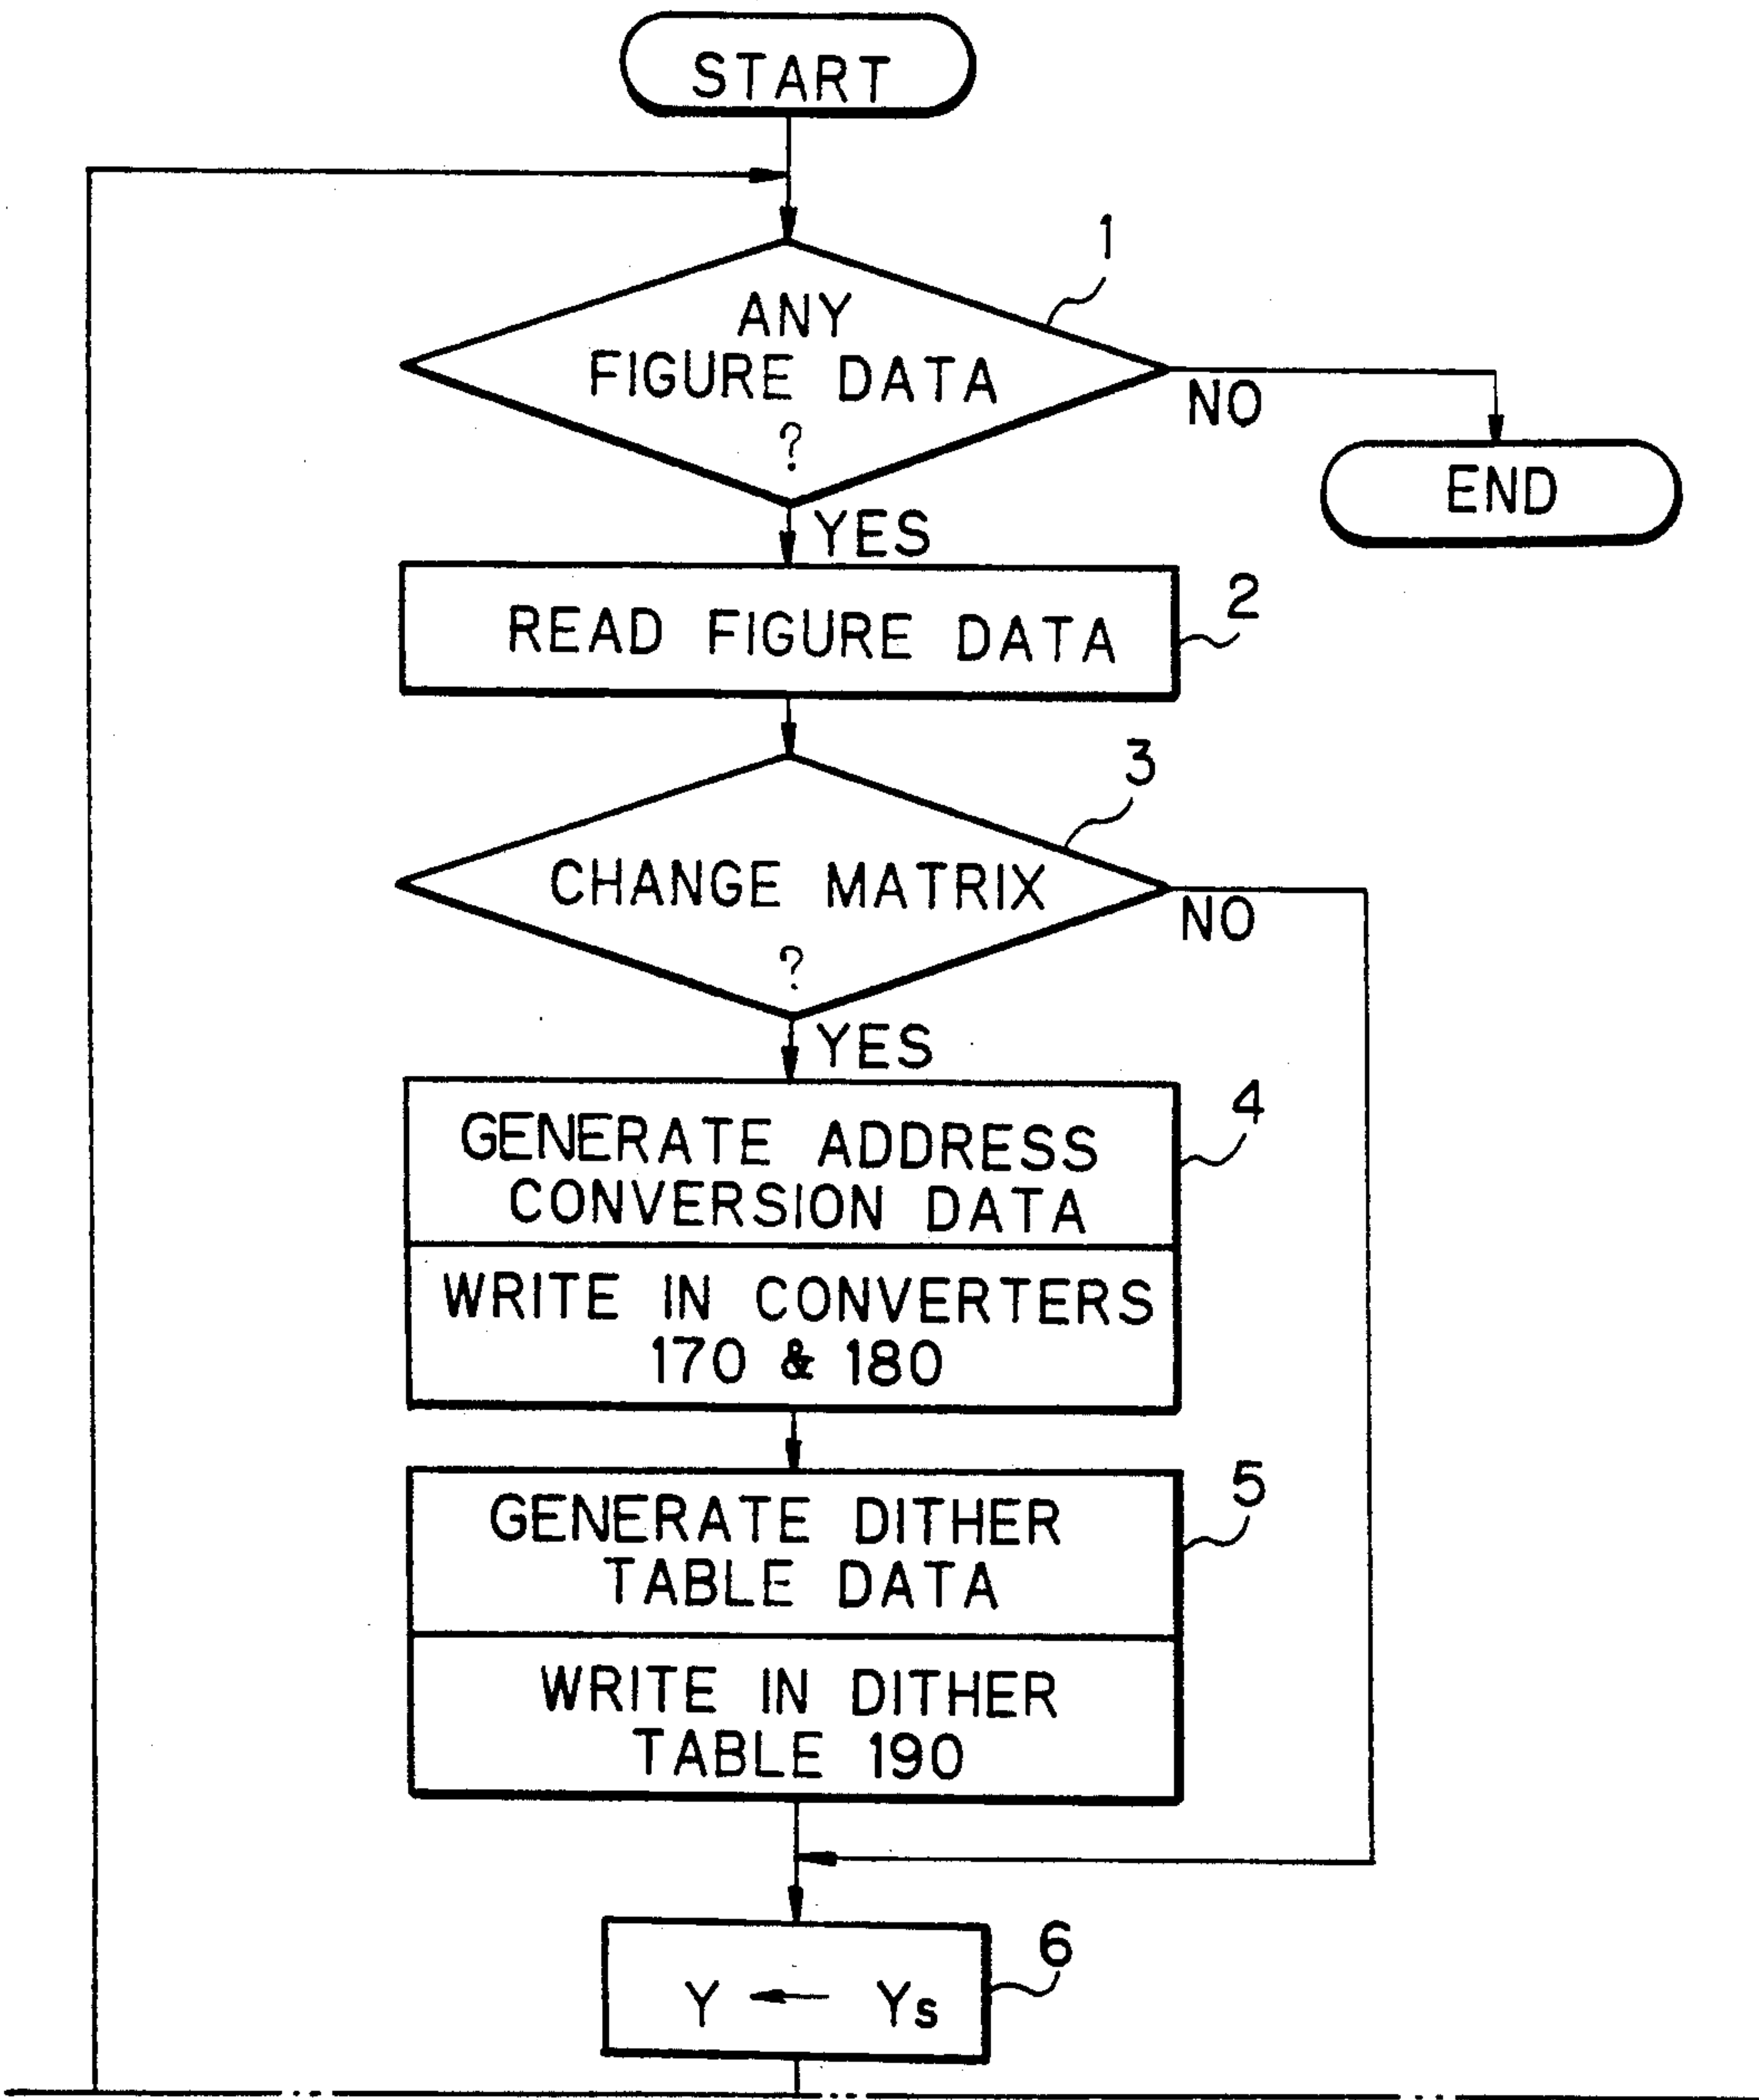 START
1
ANY
FIGURE DATA
?
NO
END
YES
2
READ FIGURE DATA
3
CHANGE MATRIX
?
NO
YES
4
GENERATE ADDRESS
CONVERSION DATA
WRITE IN CONVERTERS
170 & 180
5
GENERATE DITHER
TABLE DATA
WRITE IN DITHER
TABLE 190
6
Y ← Ys